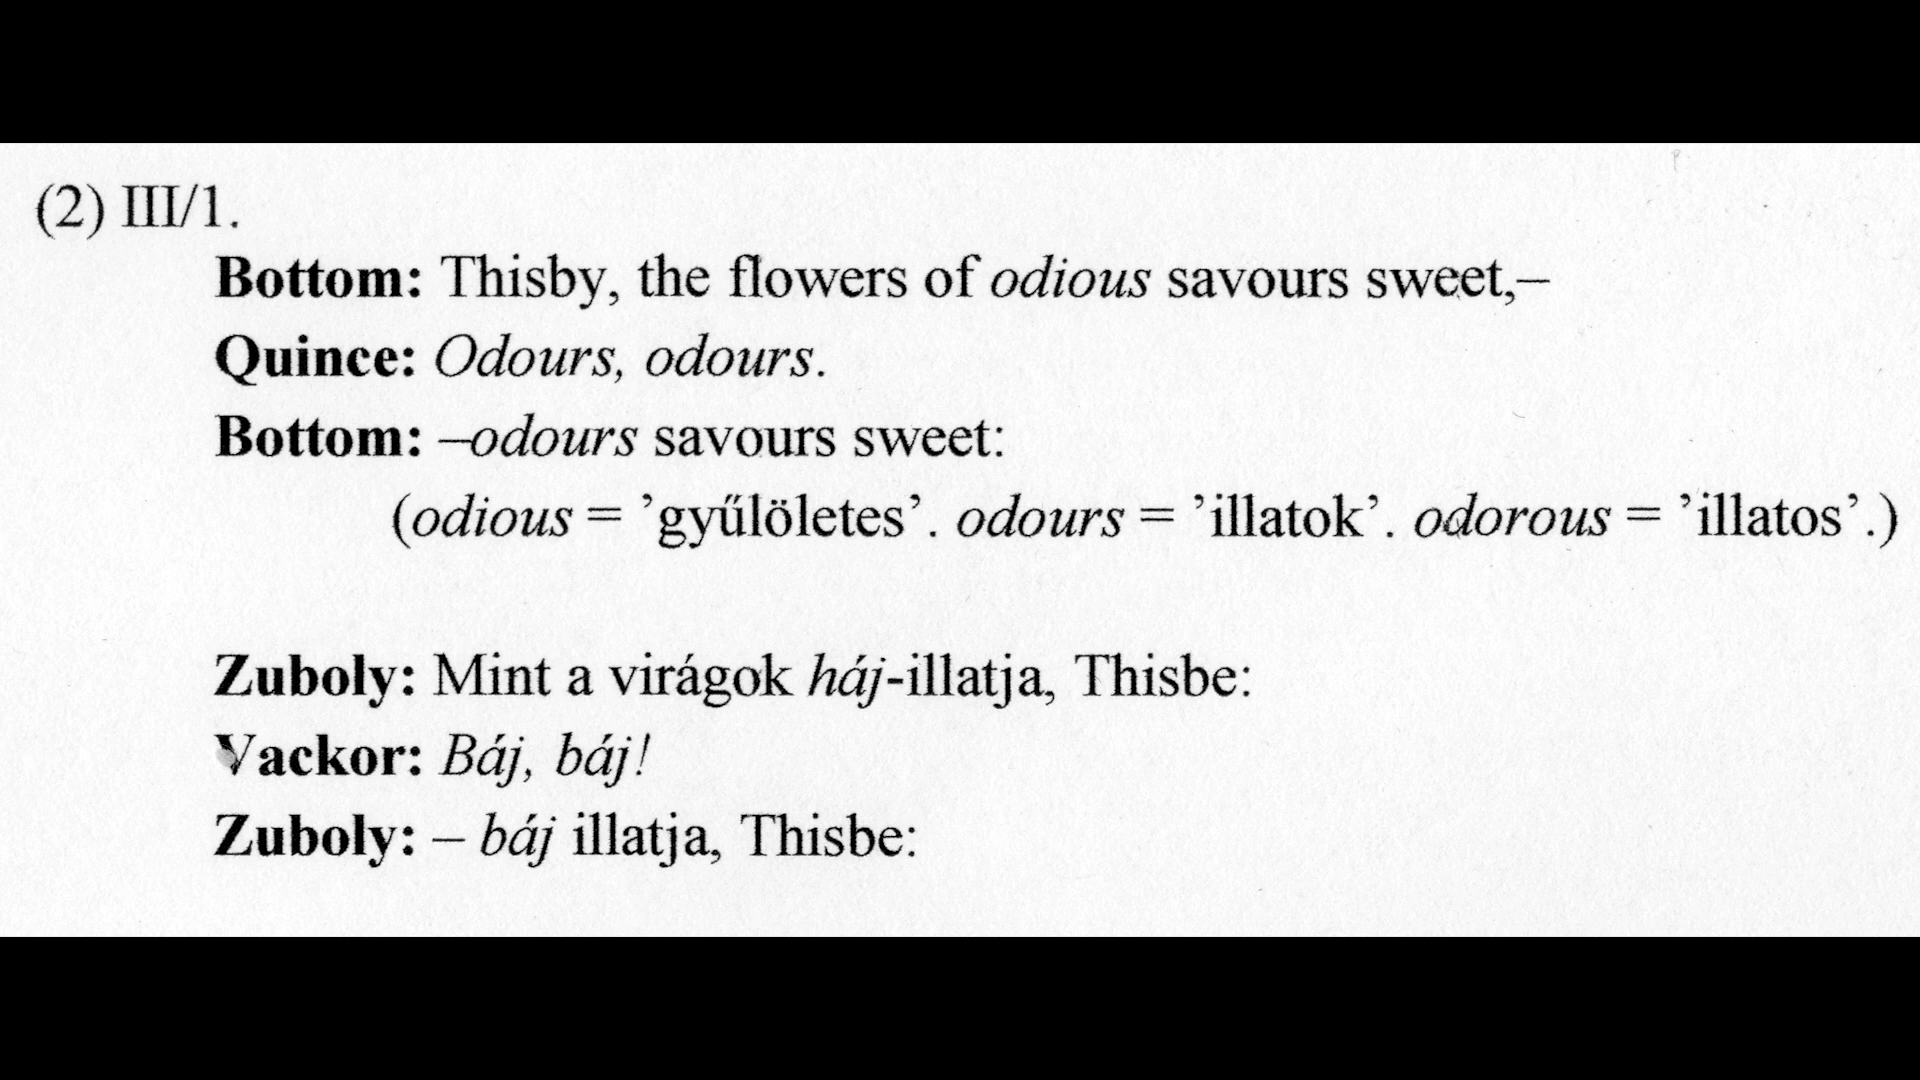 (2) III/1.
Bottom: Thisby, the flowers of odious savours sweet,–
Quince: Odours, odours.
Bottom: –odours savours sweet:
(odious = ’gyűlöletes’. odours = ’illatok’. odorous = ’illatos’.)
Zuboly: Mint a virágok háj-illatja, Thisbe:
Vackor: Báj, báj!
Zuboly: – báj illatja, Thisbe: